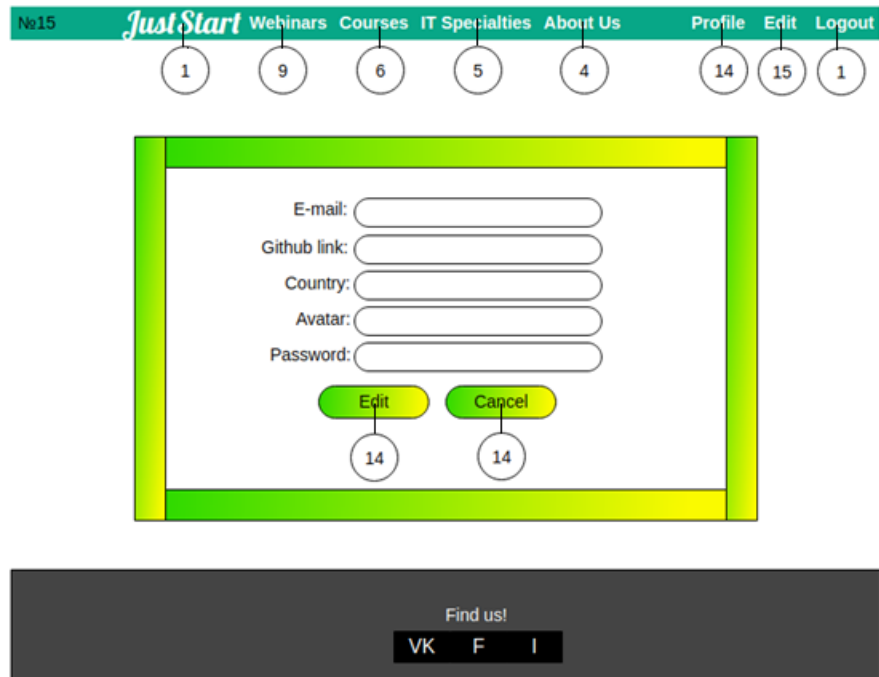 №15 JustStart Webinars Courses IT Specialties About Us Profile Edit Logout
1 9 6 5 4 14 15 1
E-mail:
Github link:
Country:
Avatar:
Password:
Edit Cancel
14 14
Find us!
VK F I